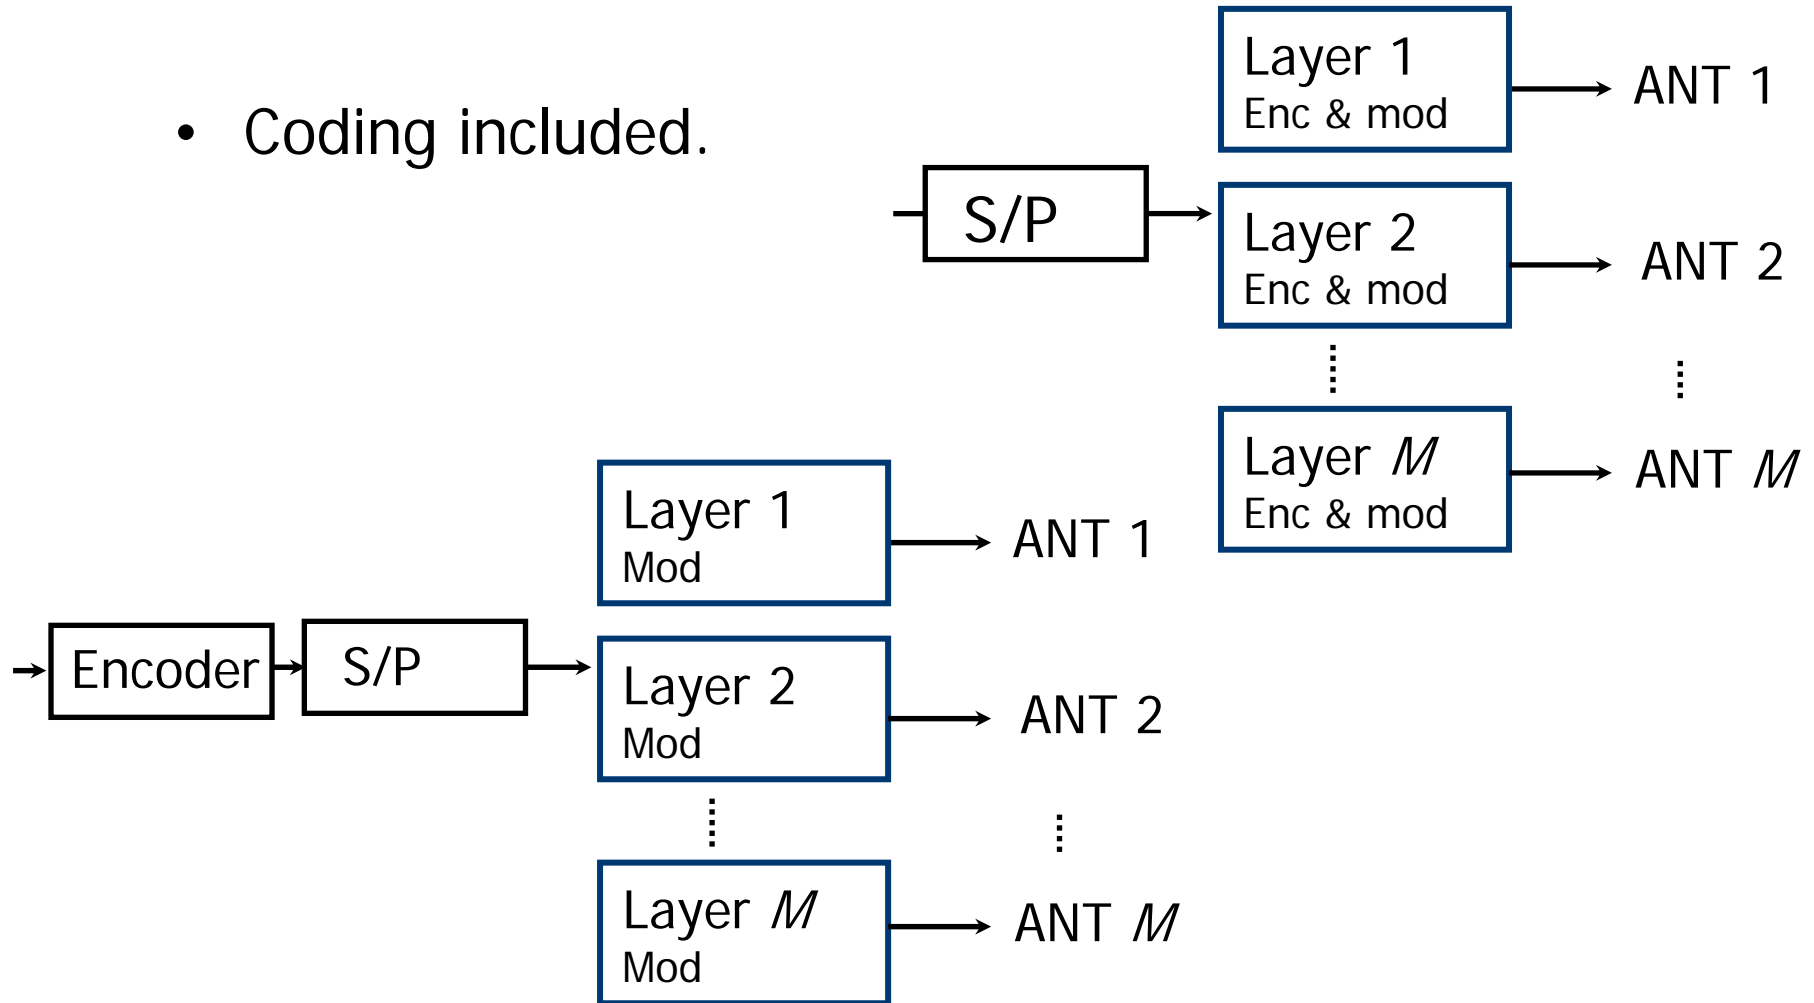 • Coding included.
S/P
Layer 1
Enc & mod
ANT 1
Layer 2
Enc & mod
ANT 2
Layer M
Enc & mod
ANT M
Encoder
S/P
Layer 1
Mod
ANT 1
Layer 2
Mod
ANT 2
Layer M
Mod
ANT M